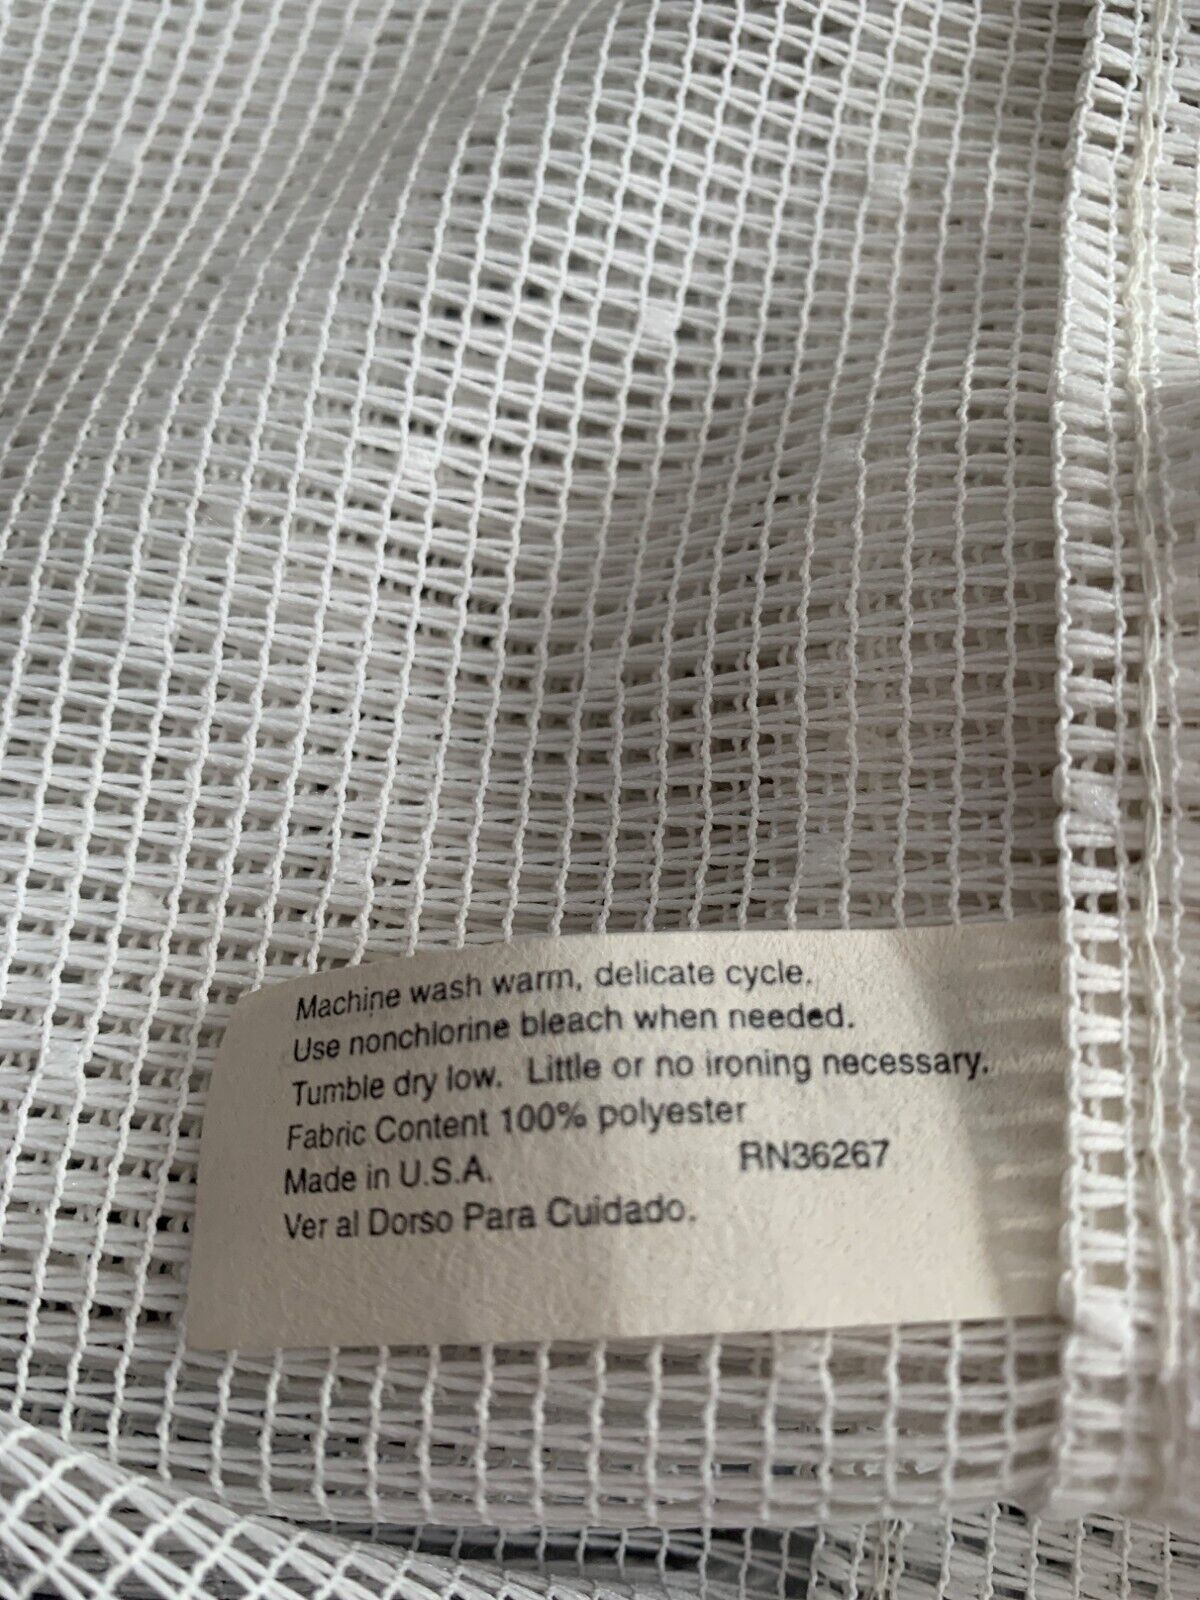 Machine wash warm, delicate cycle.
Use nonchlorine bleach when needed.
Tumble dry low. Little or no ironing necessary.
Fabric Content 100% polyester
Made in U.S.A. RN36267
Ver al Dorso Para Cuidado.